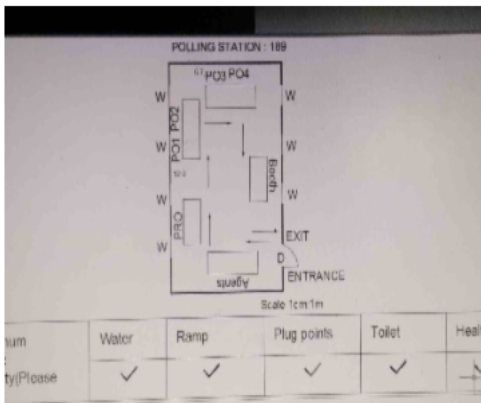 POLLING STATION : 189
PO3 PO4
W
W
PO1 PO2
W
W
Booth
W
W
PRO
W
EXIT
W
D
Agents
ENTRANCE
Scale 1cm:1m
Water Ramp Plug points Toilet